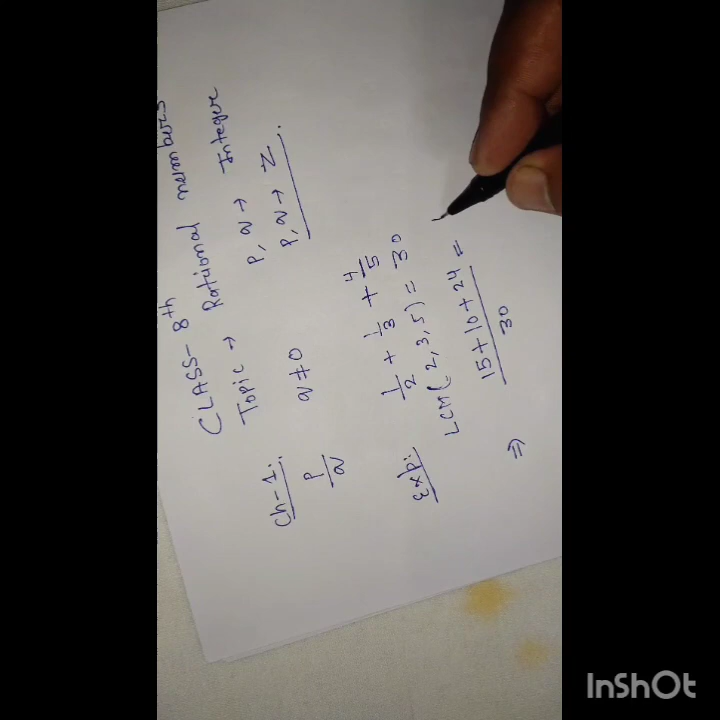 CLASS- 8th
Topic → Rational numbers
Ch-1:
p/q q≠0 p, q → Integer
p, q → Z.
Exp: 1/2 + 1/3 + 4/5
LCM(2,3,5) = 30
⇒ 15+10+24/30 =
InShOt